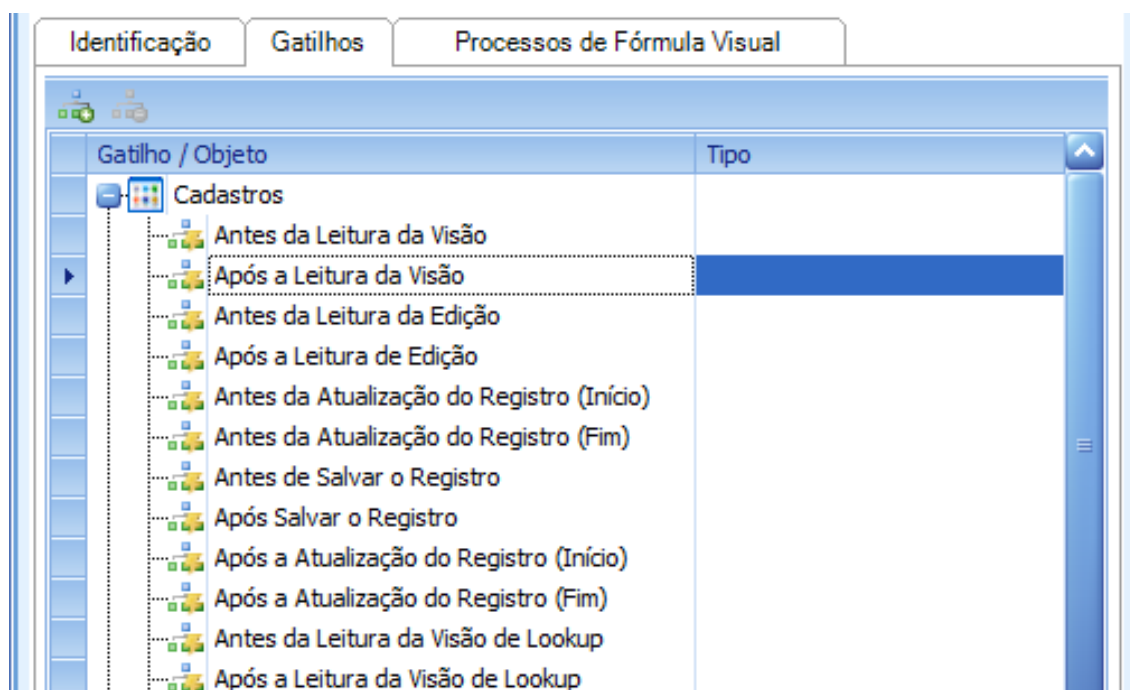 Identificação Gatilhos Processos de Fórmula Visual
Gatilho / Objeto Tipo
Cadastros
Antes da Leitura da Visão
Após a Leitura da Visão
Antes da Leitura da Edição
Após a Leitura de Edição
Antes da Atualização do Registro (Início)
Antes da Atualização do Registro (Fim)
Antes de Salvar o Registro
Após Salvar o Registro
Após a Atualização do Registro (Início)
Após a Atualização do Registro (Fim)
Antes da Leitura da Visão de Lookup
Após a Leitura da Visão de Lookup